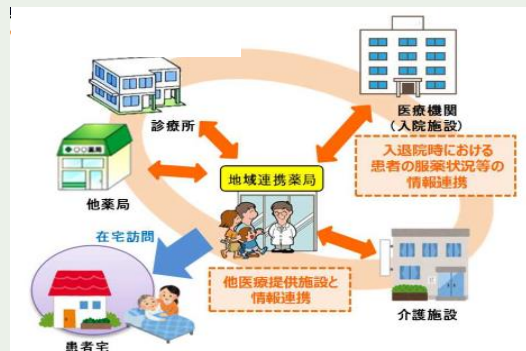 診療所
医療機関
（入院施設）
○○薬局
他薬局
地域連携薬局
入退院時における
患者の服薬状況等の
情報連携
在宅訪問
他医療提供施設と
情報連携
介護施設
患者宅